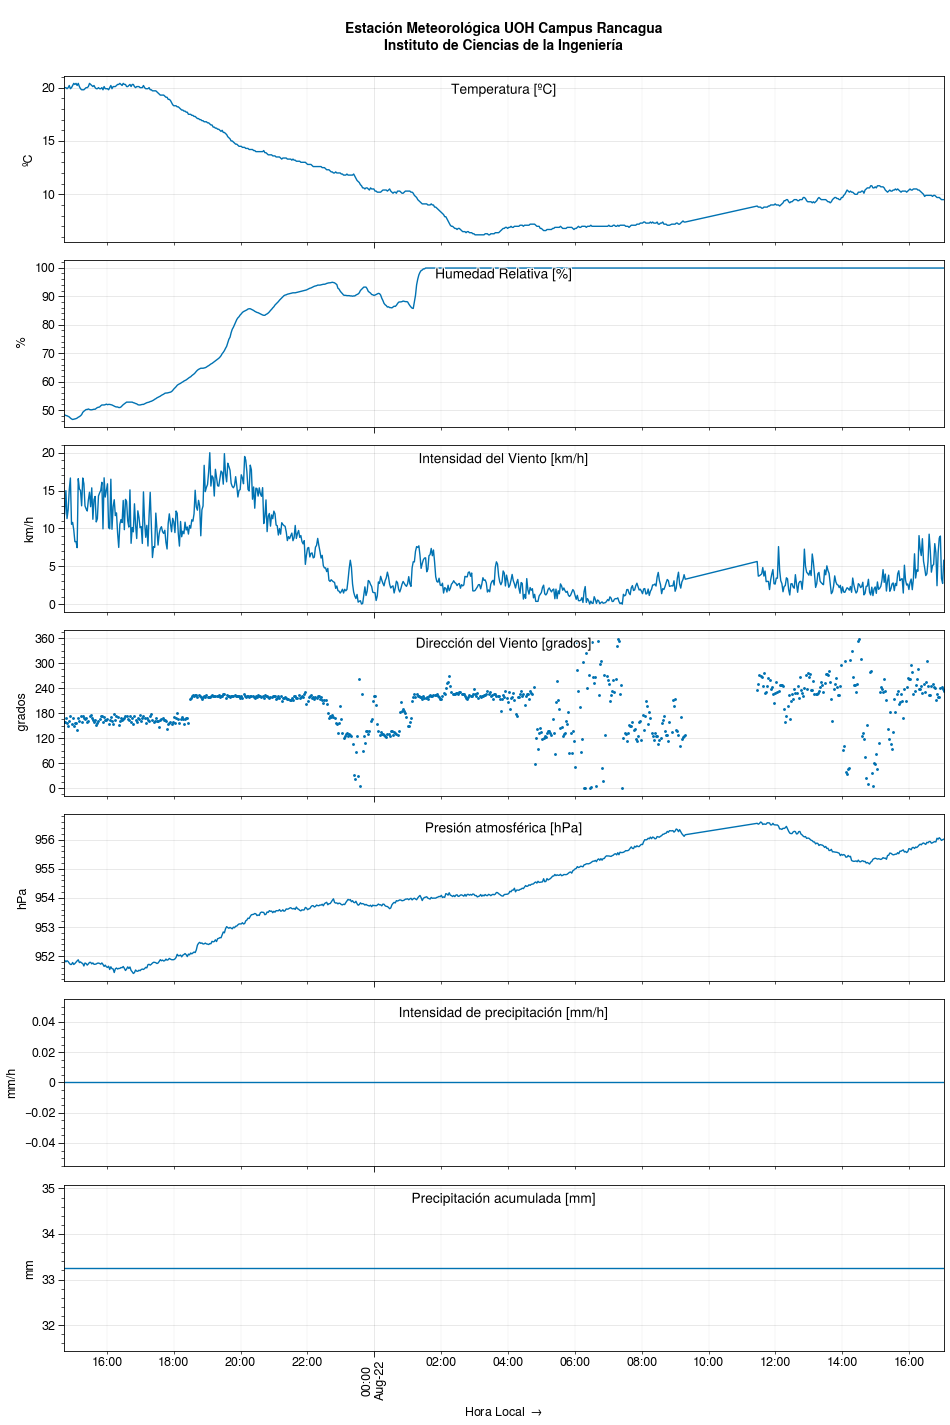 Estación Meteorológica UOH Campus Rancagua
Instituto de Ciencias de la Ingeniería
Temperatura [ºC]
20
15
10
ºC
Humedad Relativa [%]
100
90
80
70
60
50
%
Intensidad del Viento [km/h]
20
15
10
5
0
km/h
Dirección del Viento [grados]
360
300
240
180
120
60
0
grados
Presión atmosférica [hPa]
956
955
954
953
952
hPa
Intensidad de precipitación [mm/h]
0.04
0.02
0
−0.02
−0.04
mm/h
Precipitación acumulada [mm]
35
34
33
32
mm
16:00 18:00 20:00 22:00 00:00 02:00 04:00 06:00 08:00 10:00 12:00 14:00 16:00
Aug-22
Hora Local →